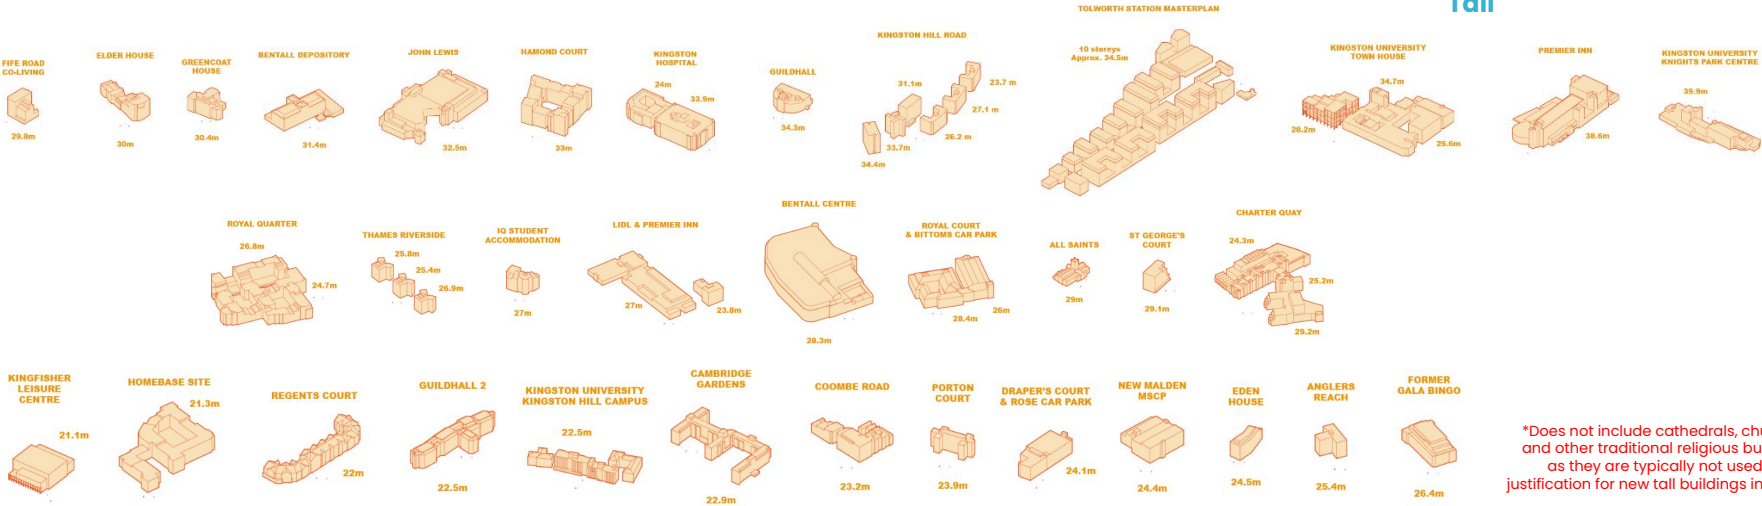 Tall
TOLWORTH STATION MASTERPLAN
10 storeys
Approx. 34.5m
FIFE ROAD
CO-LIVING
29.8m
ELDER HOUSE
30m
GREENCOAT
HOUSE
30.4m
BENTALL DEPOSITORY
31.4m
JOHN LEWIS
32.5m
HAMOND COURT
33m
KINGSTON
HOSPITAL
24m
33.9m
GUILDHALL
34.3m
KINGSTON HILL ROAD
31.1m
23.7 m
27.1 m
26.2 m
33.7m
34.4m
KINGSTON UNIVERSITY
TOWN HOUSE
34.7m
28.2m
25.6m
PREMIER INN
38.6m
KINGSTON UNIVERSITY
KNIGHTS PARK CENTRE
39.9m
ROYAL QUARTER
26.8m
24.7m
THAMES RIVERSIDE
25.8m
25.4m
26.9m
IQ STUDENT
ACCOMMODATION
27m
LIDL & PREMIER INN
27m
23.8m
BENTALL CENTRE
28.3m
ROYAL COURT
& BITTOMS CAR PARK
26m
28.4m
ALL SAINTS
29m
ST GEORGE'S
COURT
29.1m
CHARTER QUAY
24.3m
25.2m
29.2m
KINGFISHER
LEISURE
CENTRE
21.1m
HOMEBASE SITE
21.3m
REGENTS COURT
22m
GUILDHALL 2
22.5m
KINGSTON UNIVERSITY
KINGSTON HILL CAMPUS
22.5m
CAMBRIDGE
GARDENS
22.9m
COOMBE ROAD
23.2m
PORTON
COURT
23.9m
DRAPER'S COURT
& ROSE CAR PARK
24.1m
NEW MALDEN
MSCP
24.4m
EDEN
HOUSE
24.5m
ANGLERS
REACH
25.4m
FORMER
GALA BINGO
26.4m
*Does not include cathedrals,
and other traditional religious
as they are typically not used
justification for new tall buildings